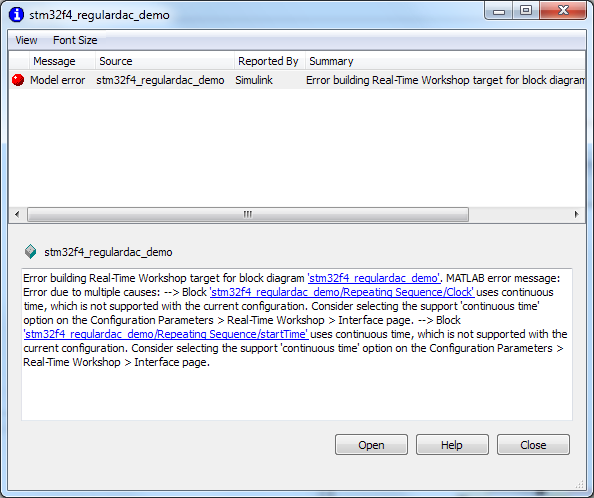 stm32f4_regulardac_demo
View Font Size
Message Source Reported By Summary
Model error stm32f4_regulardac_demo Simulink Error building Real-Time Workshop target for block diagram
stm32f4_regulardac_demo
Error building Real-Time Workshop target for block diagram 'stm32f4_regulardac_demo'. MATLAB error message:
Error due to multiple causes: --> Block 'stm32f4_regulardac_demo/Repeating Sequence/Clock' uses continuous
time, which is not supported with the current configuration. Consider selecting the support 'continuous time'
option on the Configuration Parameters > Real-Time Workshop > Interface page. --> Block
'stm32f4_regulardac_demo/Repeating Sequence/startTime' uses continuous time, which is not supported with the
current configuration. Consider selecting the support 'continuous time' option on the Configuration Parameters >
Real-Time Workshop > Interface page.
Open Help Close